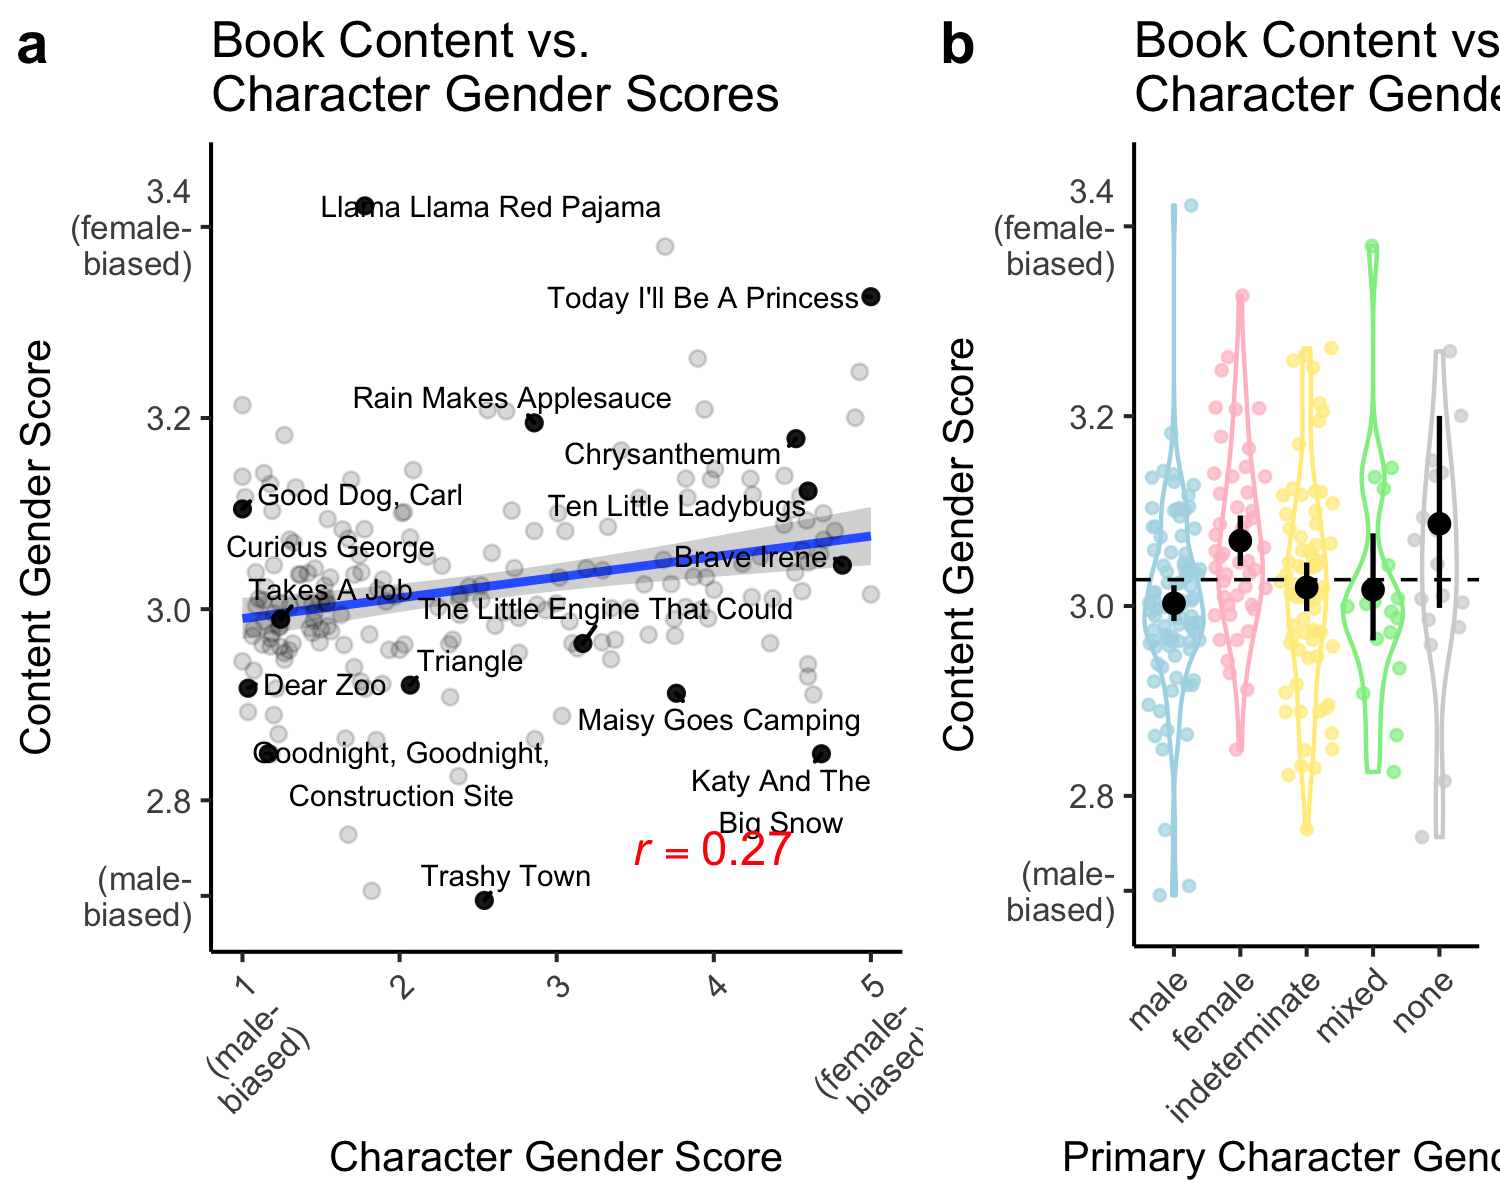 a
Book Content vs.
Character Gender Scores
Content Gender Score
3.4
(female-
biased)
3.2
3.0
2.8
(male-
biased)
Llama Llama Red Pajama
Today I'll Be A Princess
Rain Makes Applesauce
Chrysanthemum
Good Dog, Carl
Ten Little Ladybugs
Curious George
Takes A Job
Brave Irene
The Little Engine That Could
Triangle
Dear Zoo
Maisy Goes Camping
Goodnight, Goodnight,
Construction Site
Katy And The
Big Snow
r = 0.27
Trashy Town
1
(male-
biased)
2
3
4
5
(female-
biased)
Character Gender Score
b
Book Content vs
Character Gende
Content Gender Score
3.4
(female-
biased)
3.2
3.0
2.8
(male-
biased)
male
female
indeterminate
mixed
none
Primary Character Gen